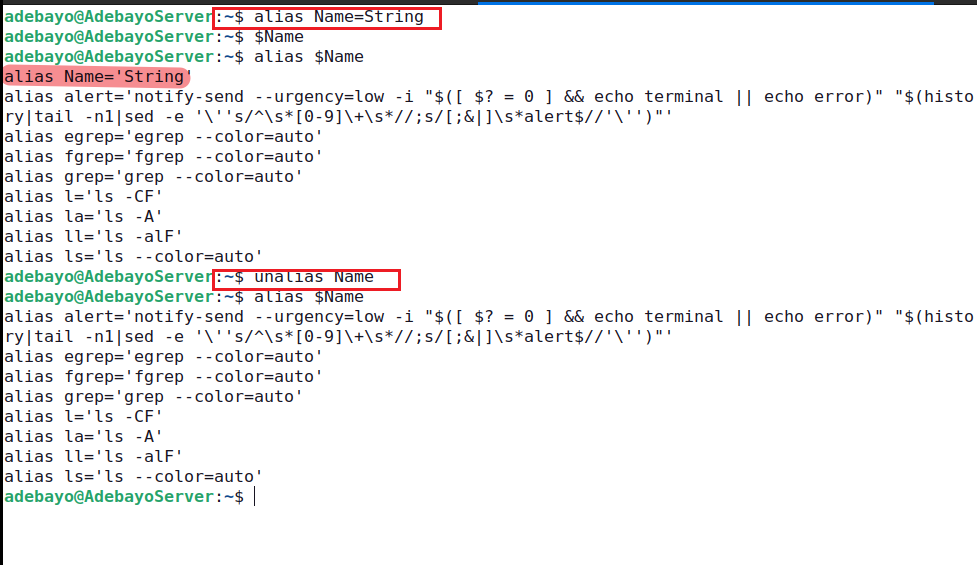 adebayo@AdebayoServer:~$ alias Name=String
adebayo@AdebayoServer:~$ $Name
adebayo@AdebayoServer:~$ alias $Name
alias Name='String'
alias alert='notify-send --urgency=low -i "$([ $? = 0 ] && echo terminal || echo error)" "$(histo
ry|tail -n1|sed -e '\''s/^\s*[0-9]\+\s*//;s/[;&|]\s*alert$//'\'')"'
alias egrep='egrep --color=auto'
alias fgrep='fgrep --color=auto'
alias grep='grep --color=auto'
alias l='ls -CF'
alias la='ls -A'
alias ll='ls -alF'
alias ls='ls --color=auto'
adebayo@AdebayoServer:~$ unalias Name
adebayo@AdebayoServer:~$ alias $Name
alias alert='notify-send --urgency=low -i "$([ $? = 0 ] && echo terminal || echo error)" "$(histo
ry|tail -n1|sed -e '\''s/^\s*[0-9]\+\s*//;s/[;&|]\s*alert$//'\'')"'
alias egrep='egrep --color=auto'
alias fgrep='fgrep --color=auto'
alias grep='grep --color=auto'
alias l='ls -CF'
alias la='ls -A'
alias ll='ls -alF'
alias ls='ls --color=auto'
adebayo@AdebayoServer:~$